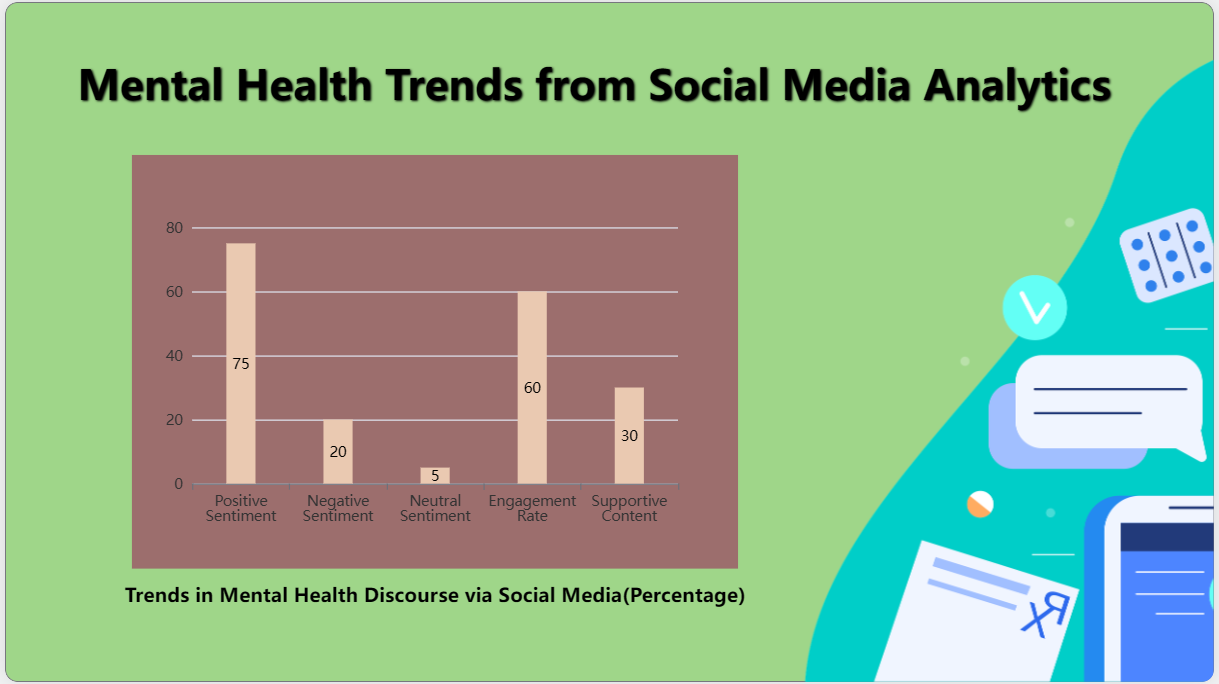 Mental Health Trends from Social Media Analytics
80
60
40
20
0
75
20
5
60
30
Positive
Sentiment
Negative
Sentiment
Neutral
Sentiment
Engagement
Rate
Supportive
Content
Trends in Mental Health Discourse via Social Media(Percentage)